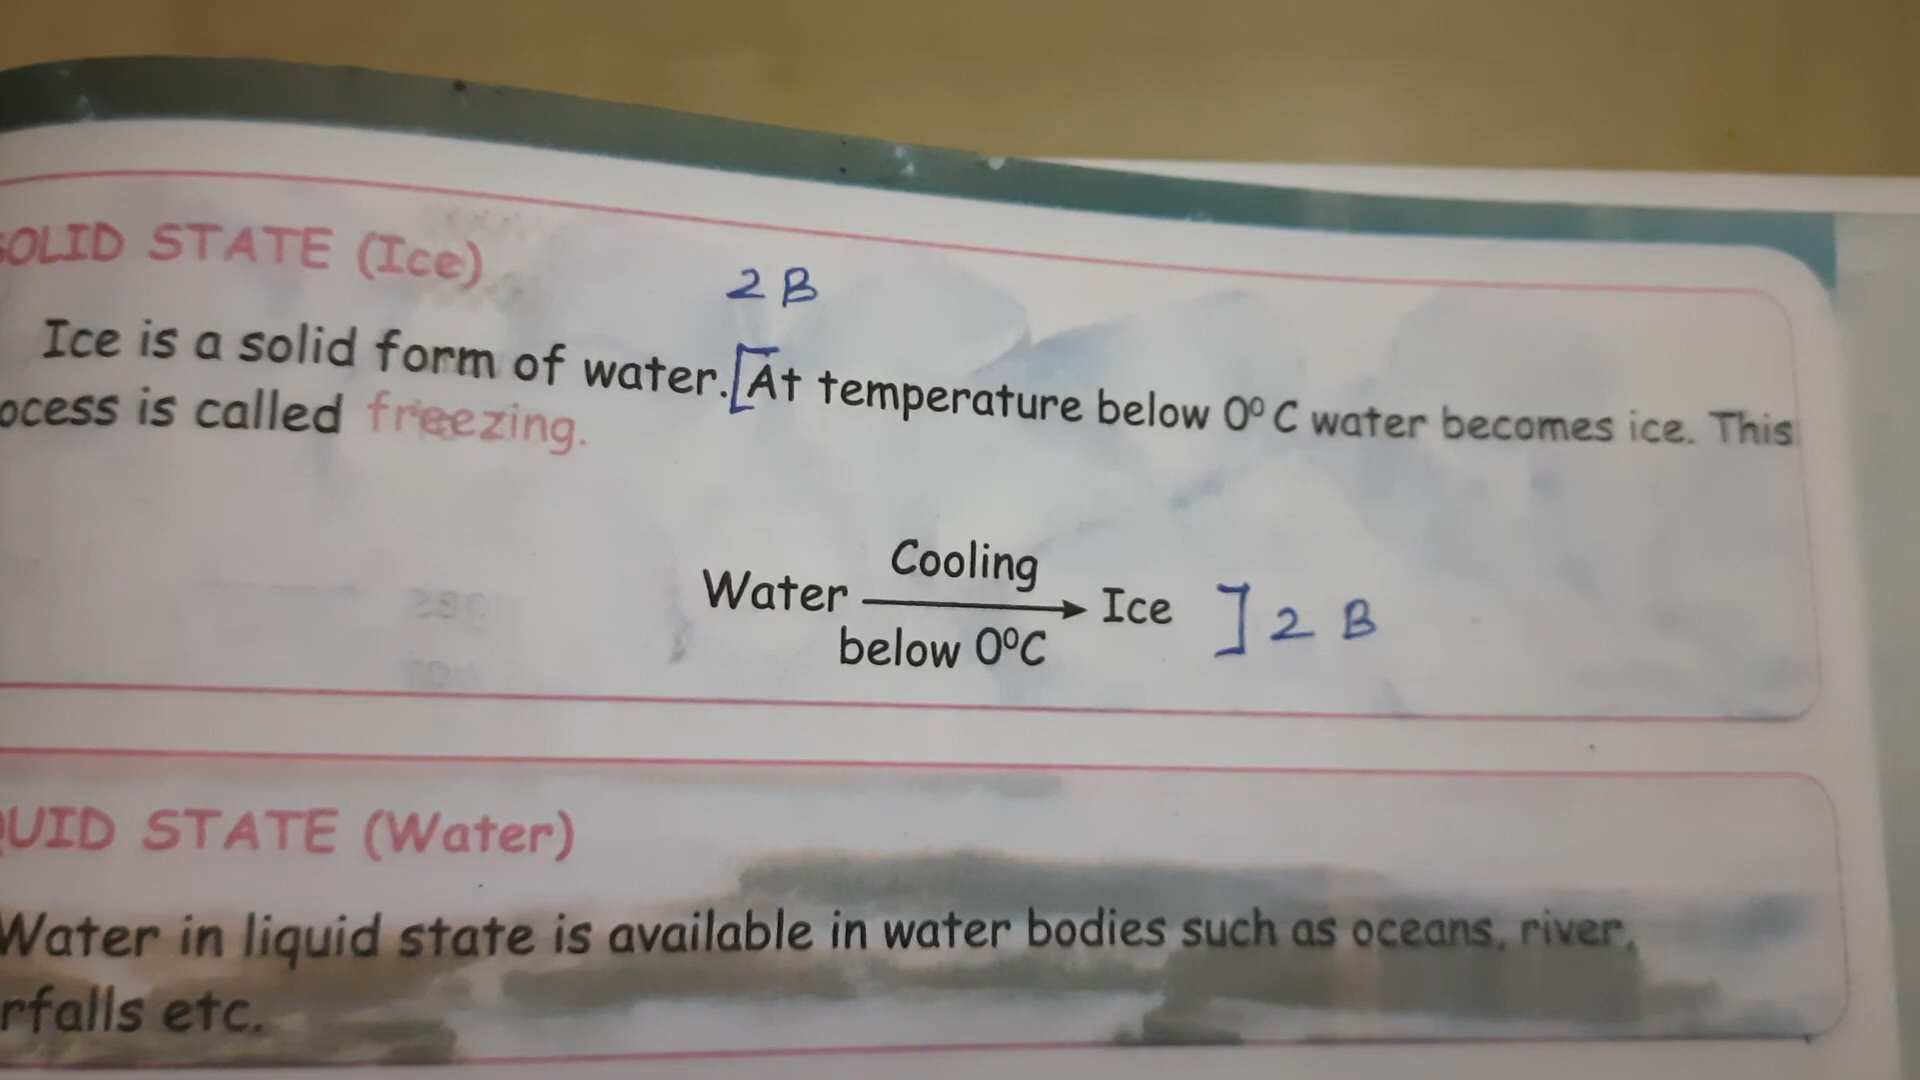 SOLID STATE (Ice)
2 B
Ice is a solid form of water. [At temperature below 0°C water becomes ice. This
ocess is called freezing.
Cooling
Water → Ice ] 2 B
below 0°C
QUID STATE (Water)
Water in liquid state is available in water bodies such as oceans, river,
rfalls etc.